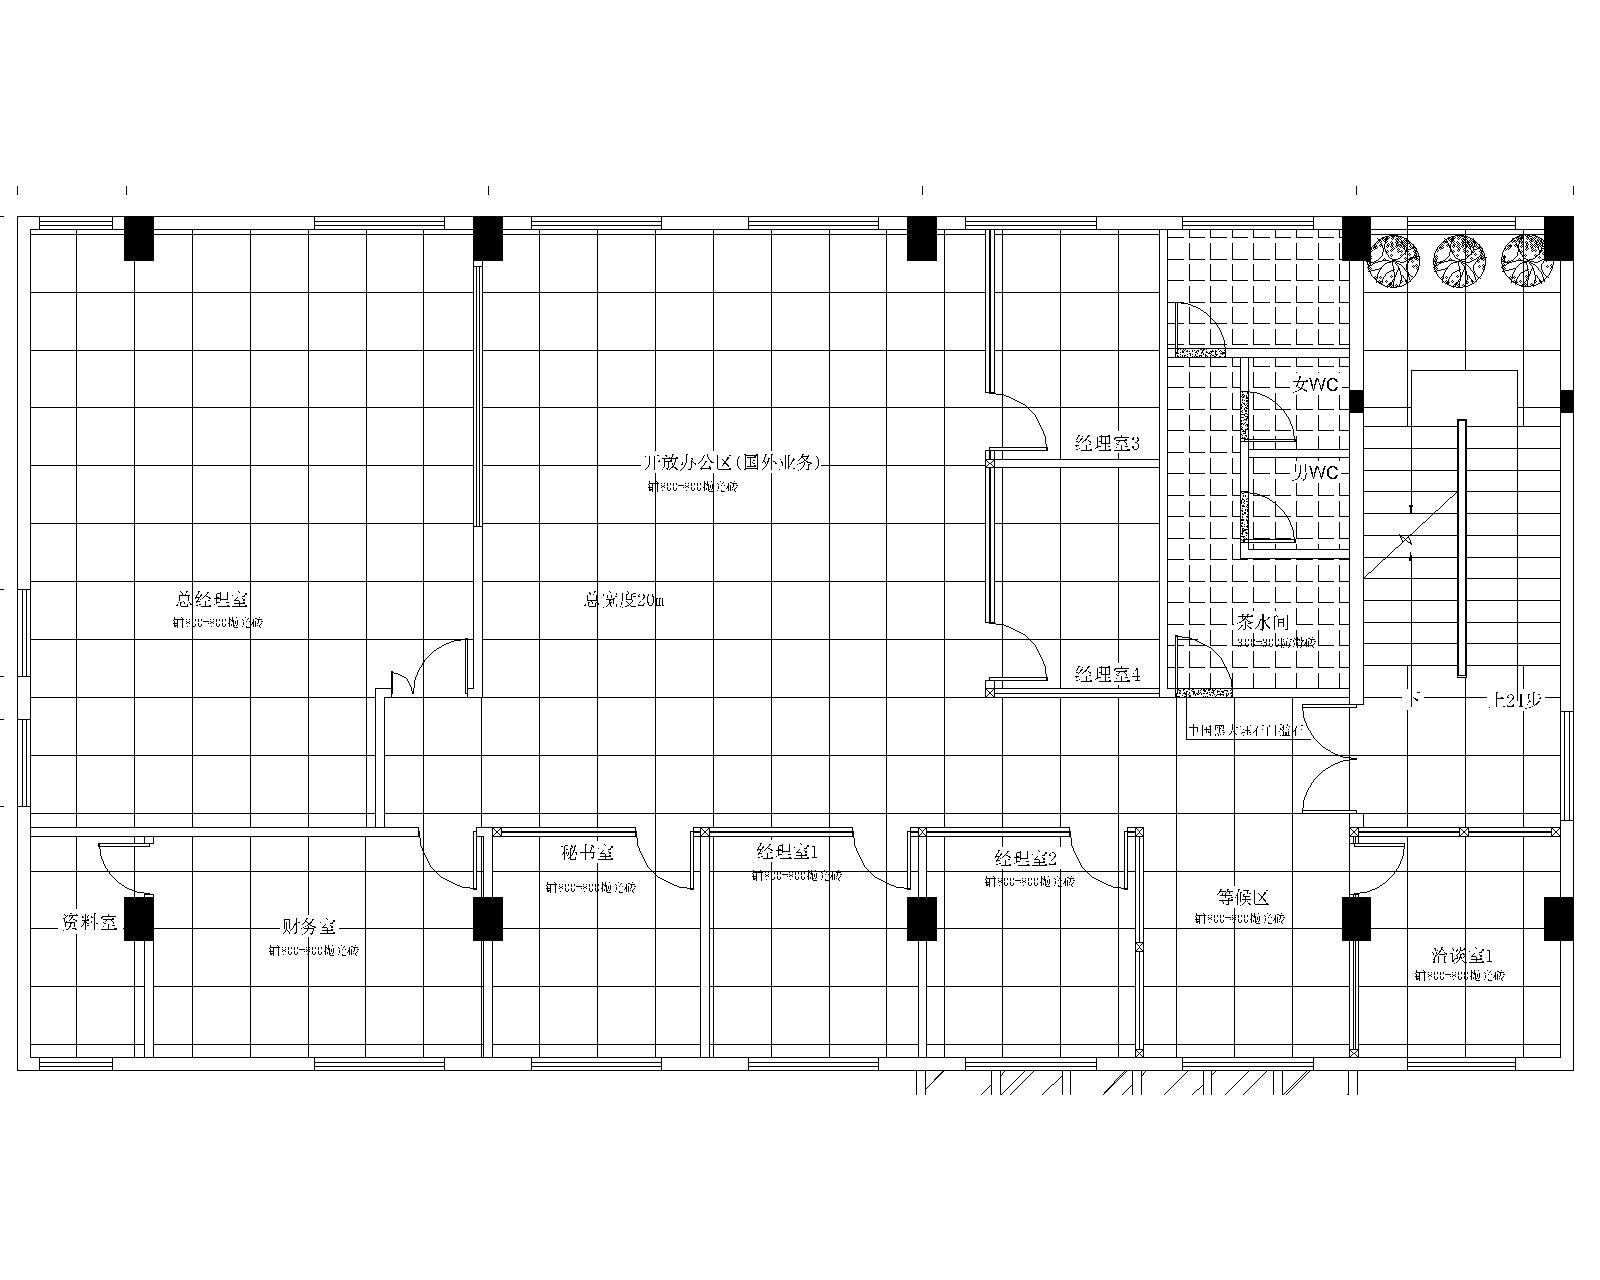 女WC
经理室3
开放办公区(国外业务)
男WC
铺800-800抛光砖
总经理室
铺800-800抛光砖
总宽度20m
茶水间
300-300防滑砖
经理室4
下
上21步
中国黑大理石门槛石
秘书室
铺800-800抛光砖
经理室1
铺800-800抛光砖
经理室2
铺800-800抛光砖
等候区
铺800-800抛光砖
资料室
财务室
铺800-800抛光砖
洽谈室1
铺800-800抛光砖